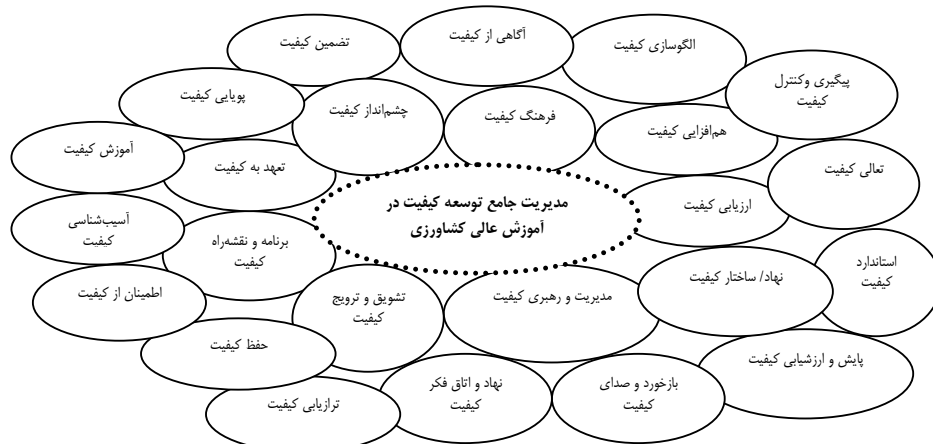 تضمین کیفیت
آگاهی از کیفیت
الگوسازی کیفیت
پیگیری وکنترل
کیفیت
پویایی کیفیت
چشم‌انداز کیفیت
فرهنگ کیفیت
هم‌افزایی کیفیت
آموزش کیفیت
تعهد به کیفیت
تعالی کیفیت
مدیریت جامع توسعه کیفیت در
آموزش عالی کشاورزی
ارزیابی کیفیت
آسیب‌شناسی
کیفیت
برنامه و نقشه‌راه
کیفیت
استاندارد
کیفیت
نهاد/ ساختار کیفیت
اطمینان از کیفیت
تشویق و ترویج
کیفیت
مدیریت و رهبری کیفیت
حفظ کیفیت
پایش و ارزشیابی کیفیت
ترازیابی کیفیت
نهاد و اتاق فکر
کیفیت
بازخورد و صدای
کیفیت